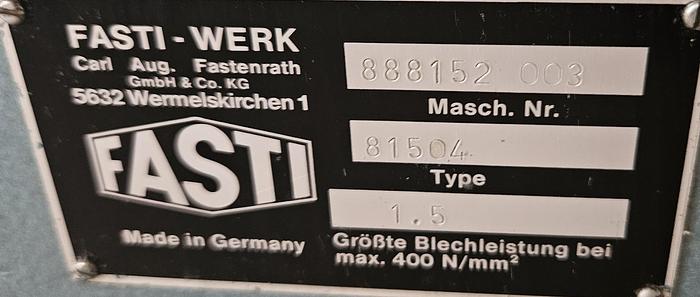 FASTI-WERK
Carl Aug. Fastenrath
GmbH & Co. KG
5632 Wermelskirchen 1
FASTI
Made in Germany
888152 003
Masch. Nr.
81504
Type
1.5
Größte Blechleistung bei
max. 400 N/mm²